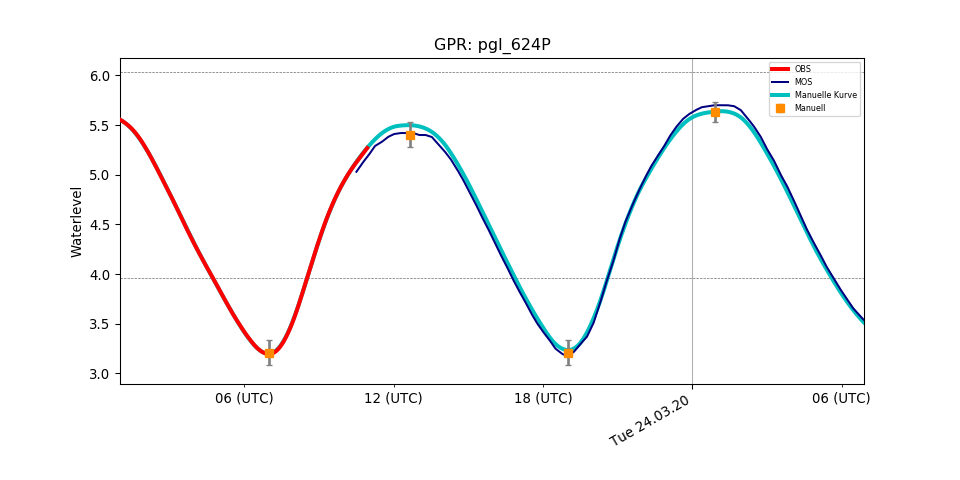 GPR: pgl_624P
6.0
5.5
5.0
4.5
4.0
3.5
3.0
Waterlevel
OBS
MOS
Manuelle Kurve
Manuell
06 (UTC)
12 (UTC)
18 (UTC)
Tue 24.03.20
06 (UTC)